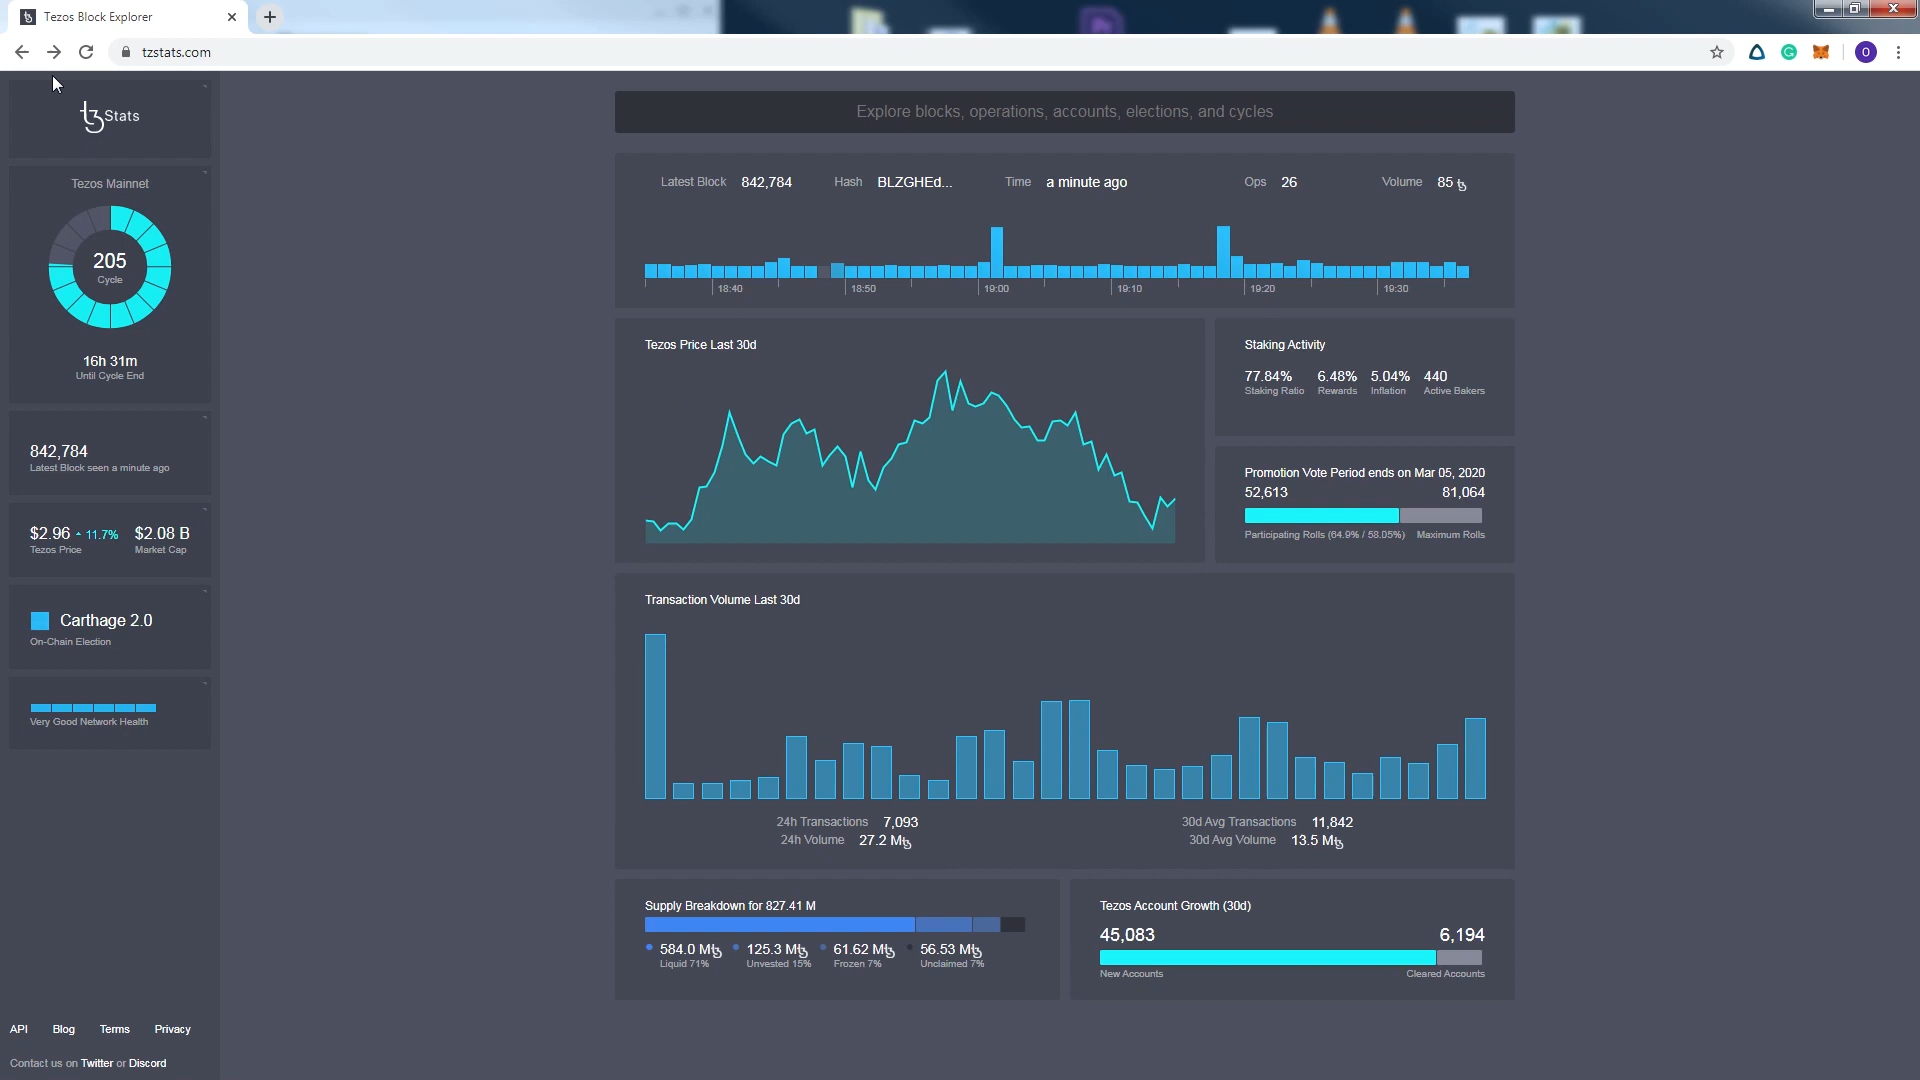 Tezos Block Explorer
tzstats.com
O
Stats
Explore blocks, operations, accounts, elections, and cycles
Tezos Mainnet
205
Cycle
16h 31m
Until Cycle End
842,784
Latest Block seen a minute ago
$2.96 11.7% $2.08 B
Tezos Price Market Cap
Carthage 2.0
On-Chain Election
Very Good Network Health
API Blog Terms Privacy
Contact us on Twitter or Discord
Latest Block 842,784 Hash BLZGHEd... Time a minute ago Ops 26 Volume 85 ꜩ
18:40 18:50 19:00 19:10 19:20 19:30
Tezos Price Last 30d
Staking Activity
77.84% 6.48% 5.04% 440
Staking Ratio Rewards Inflation Active Bakers
Promotion Vote Period ends on Mar 05, 2020
52,613 81,064
Participating Rolls (64.9% / 58.05%) Maximum Rolls
Transaction Volume Last 30d
24h Transactions 7,093 30d Avg Transactions 11,842
24h Volume 27.2 Mꜩ 30d Avg Volume 13.5 Mꜩ
Supply Breakdown for 827.41 M
584.0 Mꜩ 125.3 Mꜩ 61.62 Mꜩ 56.53 Mꜩ
Liquid 71% Unvested 15% Frozen 7% Unclaimed 7%
Tezos Account Growth (30d)
45,083 6,194
New Accounts Cleared Accounts